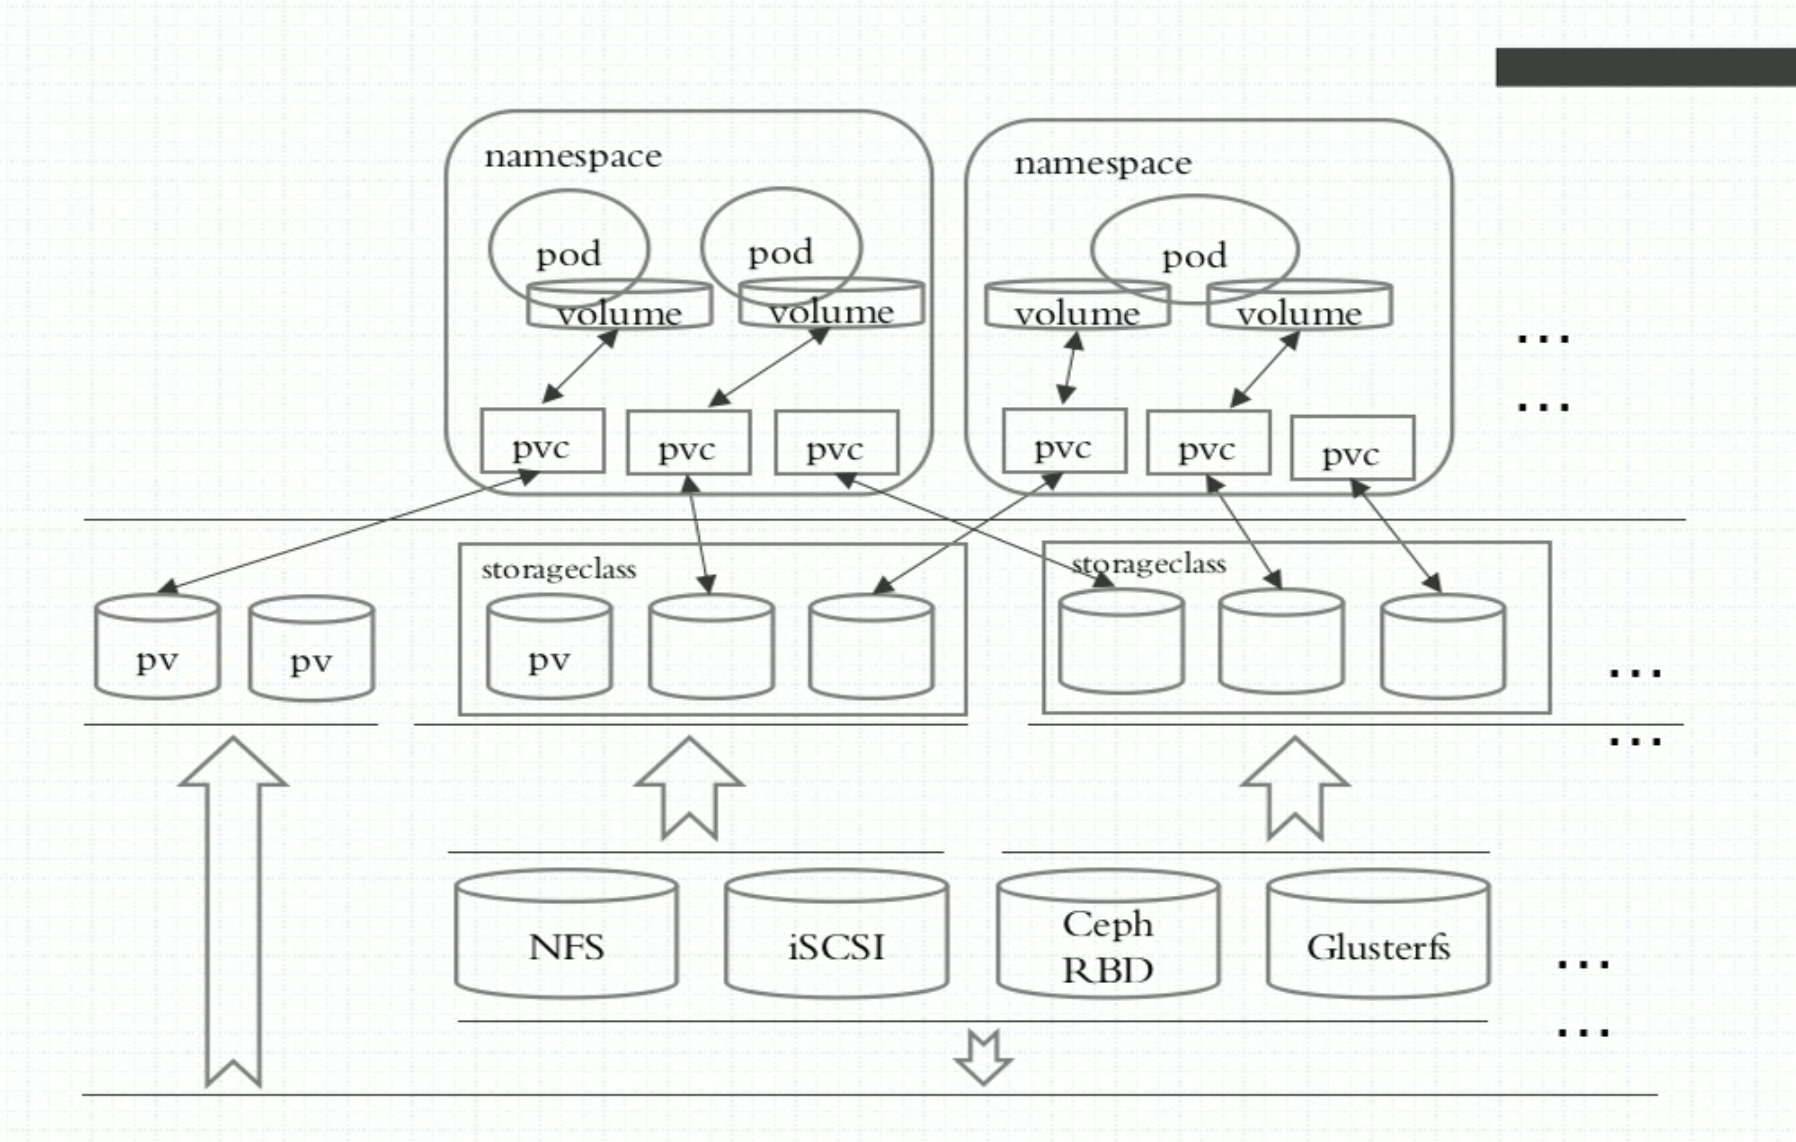 namespace
namespace
pod
pod
pod
volume
volume
volume
volume
pvc
pvc
pvc
pvc
pvc
pvc
... 
...
storageclass
storageclass
pv
pv
pv
...
...
NFS
iSCSI
Ceph
RBD
Glusterfs
...
...